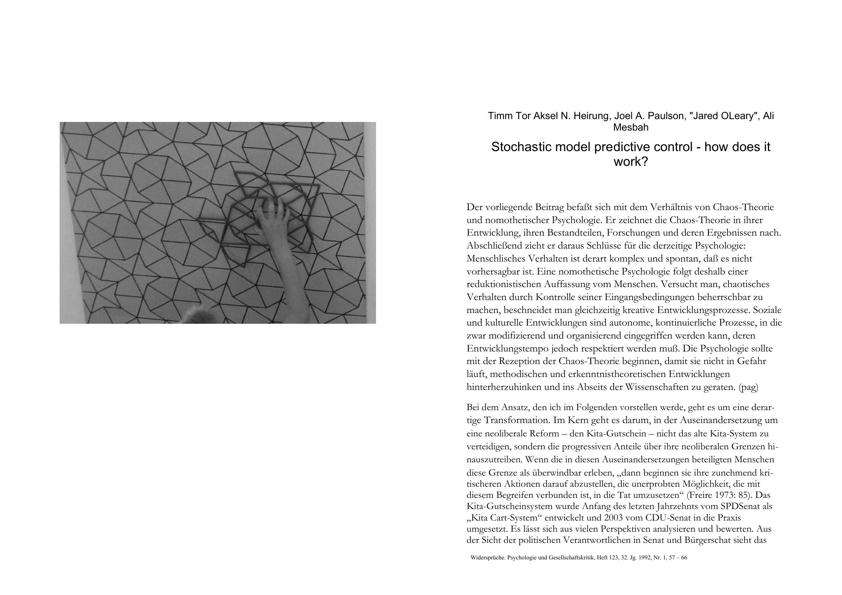 Timm Tor Aksel N. Heirung, Joel A. Paulson, "Jared OLeary", Ali
Mesbah
Stochastic model predictive control - how does it
work?
Der vorliegende Beitrag befaßt sich mit dem Verhältnis von Chaos-Theorie
und nomothetischer Psychologie. Er zeichnet die Chaos-Theorie in ihrer
Entwicklung, ihren Bestandteilen, Forschungen und deren Ergebnissen nach.
Abschließend zieht er daraus Schlüsse für die derzeitige Psychologie:
Menschlisches Verhalten ist derart komplex und spontan, daß es nicht
vorhersagbar ist. Eine nomothetische Psychologie folgt deshalb einer
reduktionistischen Auffassung vom Menschen. Versucht man, chaotisches
Verhalten durch Kontrolle seiner Eingangsbedingungen beherrschbar zu
machen, beschneidet man gleichzeitig kreative Entwicklungsprozesse. Soziale
und kulturelle Entwicklungen sind autonome, kontinuierliche Prozesse, in die
zwar modifizierend und organisierend eingegriffen werden kann, deren
Entwicklungstempo jedoch respektiert werden muß. Die Psychologie sollte
mit der Rezeption der Chaos-Theorie beginnen, damit sie nicht in Gefahr
läuft, methodischen und erkenntnistheoretischen Entwicklungen
hinterherzuhinken und ins Abseits der Wissenschaften zu geraten. (pag)
Bei dem Ansatz, den ich im Folgenden vorstellen werde, geht es um eine derar-
tige Transformation. Im Kern geht es darum, in der Auseinandersetzung um
eine neoliberale Reform – den Kita-Gutschein – nicht das alte Kita-System zu
verteidigen, sondern die progressiven Anteile über ihre neoliberalen Grenzen hi-
nauszutreiben. Wenn die in diesen Auseinandersetzungen beteiligten Menschen
diese Grenze als überwindbar erleben, „dann beginnen sie ihre zunehmend kri-
tischeren Aktionen darauf abzustellen, die unerprobten Möglichkeit, die mit
diesem Begreifen verbunden ist, in die Tat umzusetzen“ (Freire 1973: 85). Das
Kita-Gutscheinsystem wurde Anfang des letzten Jahrzehnts vom SPDSenat als
„Kita Cart-System“ entwickelt und 2003 vom CDU-Senat in die Praxis
umgesetzt. Es lässt sich aus vielen Perspektiven analysieren und bewerten. Aus
der Sicht der politischen Verantwortlichen in Senat und Bürgerschat sieht das
Widersprüche. Psychologie und Gesellschaftskritik, Heft 123, 32. Jg. 1992, Nr. 1, 57 – 66